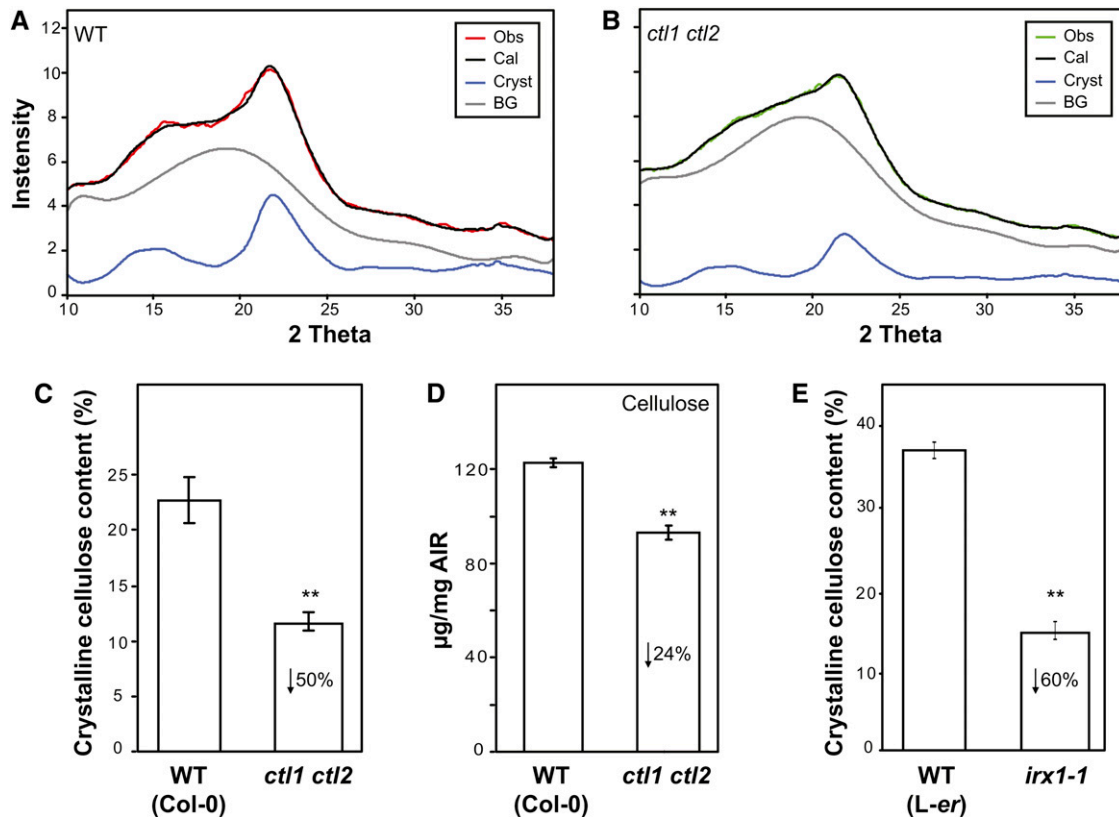 A
WT
Obs
Cal
Cryst
BG
Instensity
12
10
8
6
4
2
0
10
15
20
25
30
35
2 Theta
B
ctl1 ctl2
Obs
Cal
Cryst
BG
10
15
20
25
30
35
2 Theta
C
Crystalline cellulose content (%)
25
20
15
10
5
0
**
↓50%
WT
(Col-0)
ctl1 ctl2
D
Cellulose
µg/mg AIR
120
80
40
0
**
↓24%
WT
(Col-0)
ctl1 ctl2
E
Crystalline cellulose content (%)
40
30
20
10
0
**
↓60%
WT
(L-er)
irx1-1